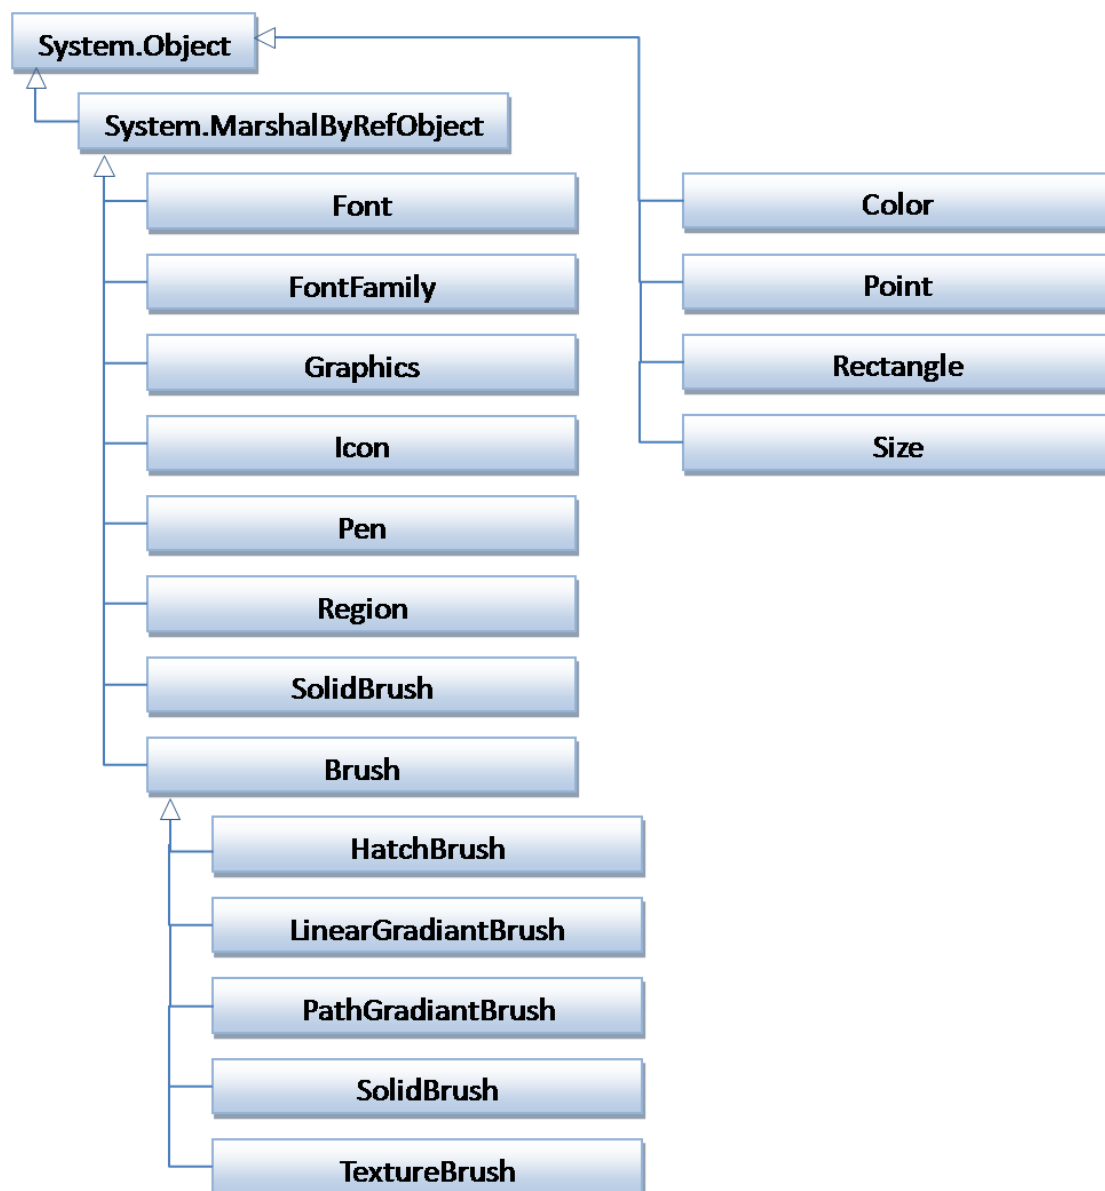 System.Object
System.MarshalByRefObject
Font
FontFamily
Graphics
Icon
Pen
Region
SolidBrush
Brush
HatchBrush
LinearGradiantBrush
PathGradiantBrush
SolidBrush
TextureBrush
Color
Point
Rectangle
Size